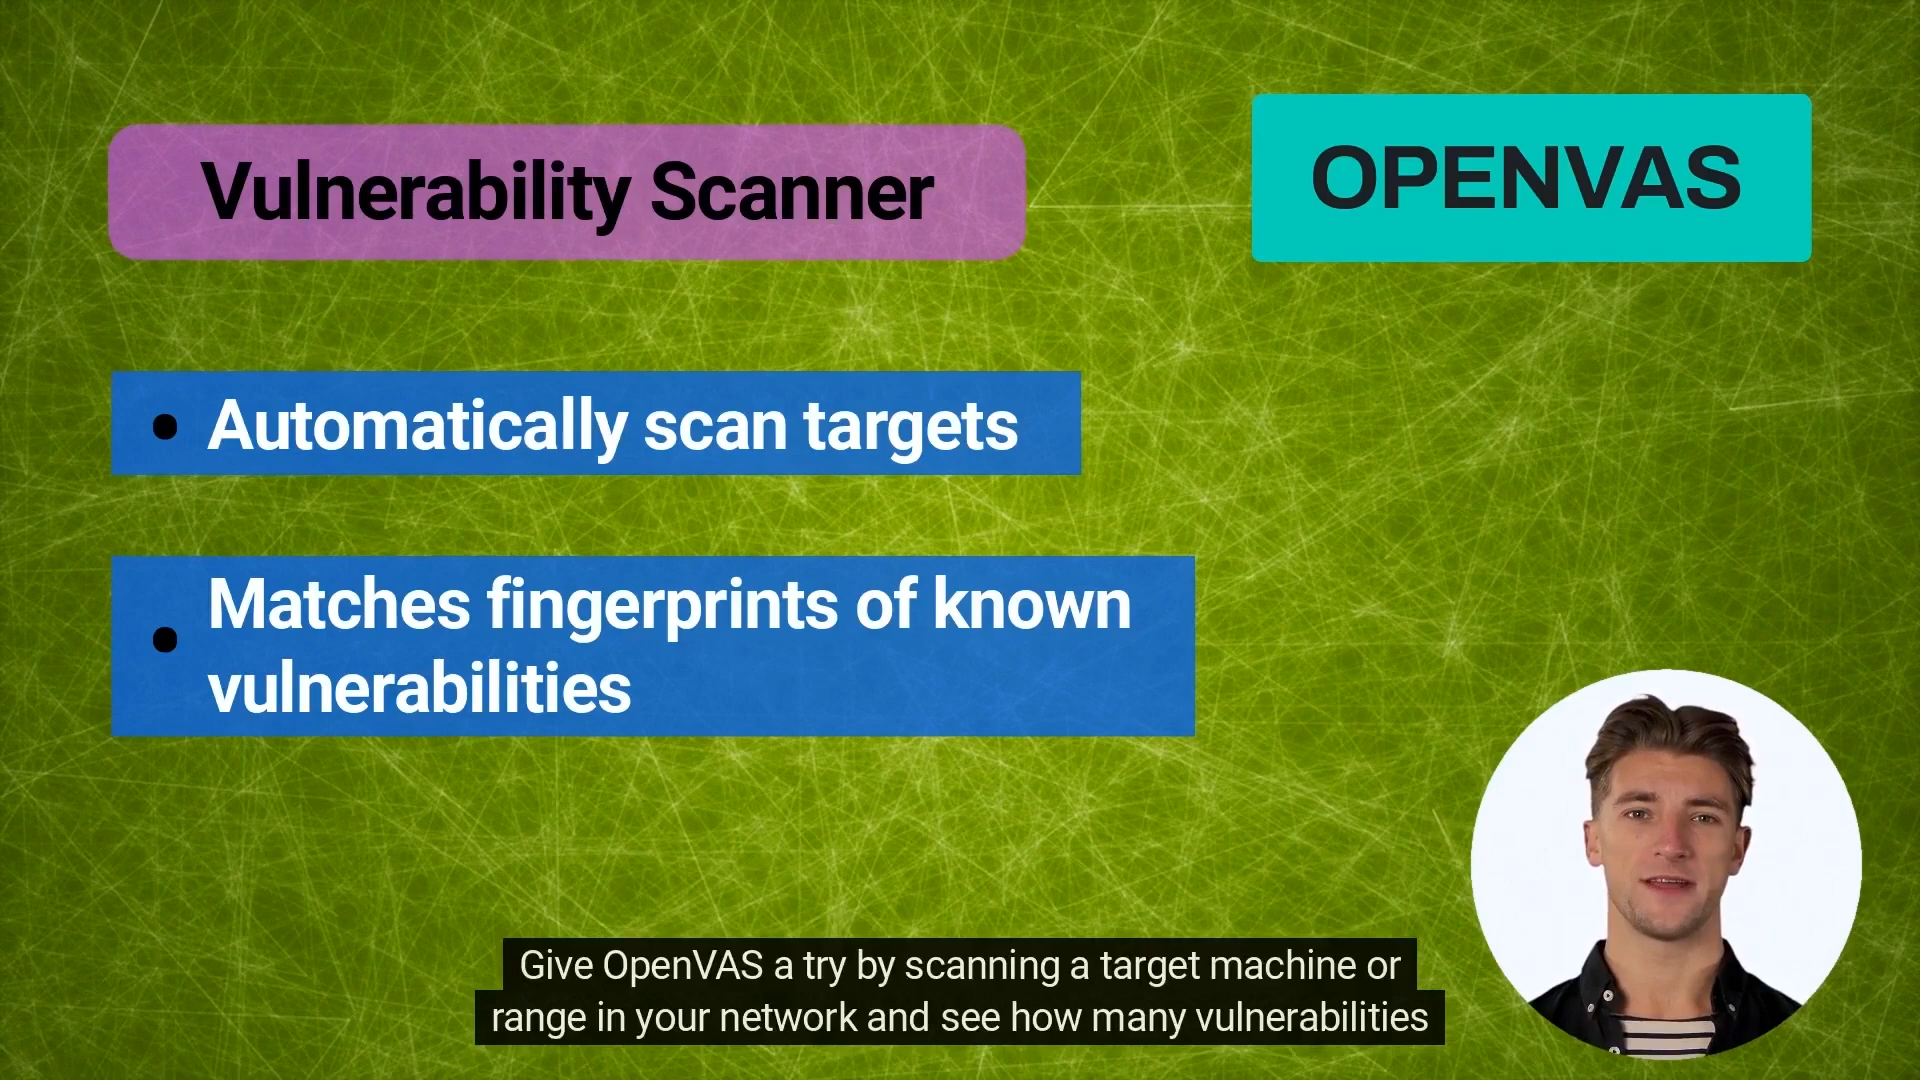 Vulnerability Scanner
OPENVAS
• Automatically scan targets
• Matches fingerprints of known
vulnerabilities
Give OpenVAS a try by scanning a target machine or
range in your network and see how many vulnerabilities